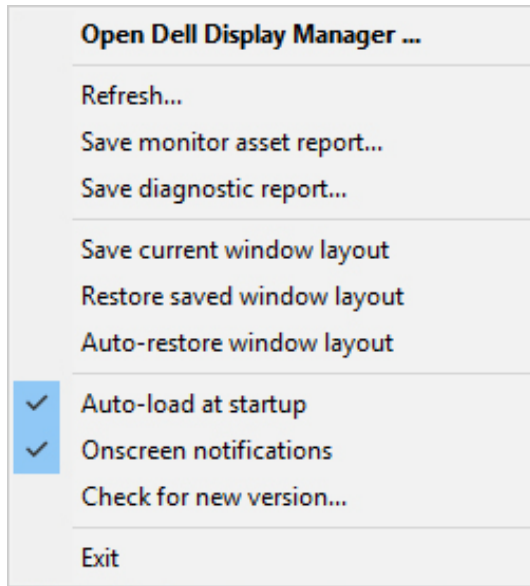 Open Dell Display Manager ...
Refresh...
Save monitor asset report...
Save diagnostic report...
Save current window layout
Restore saved window layout
Auto-restore window layout
Auto-load at startup
Onscreen notifications
Check for new version...
Exit